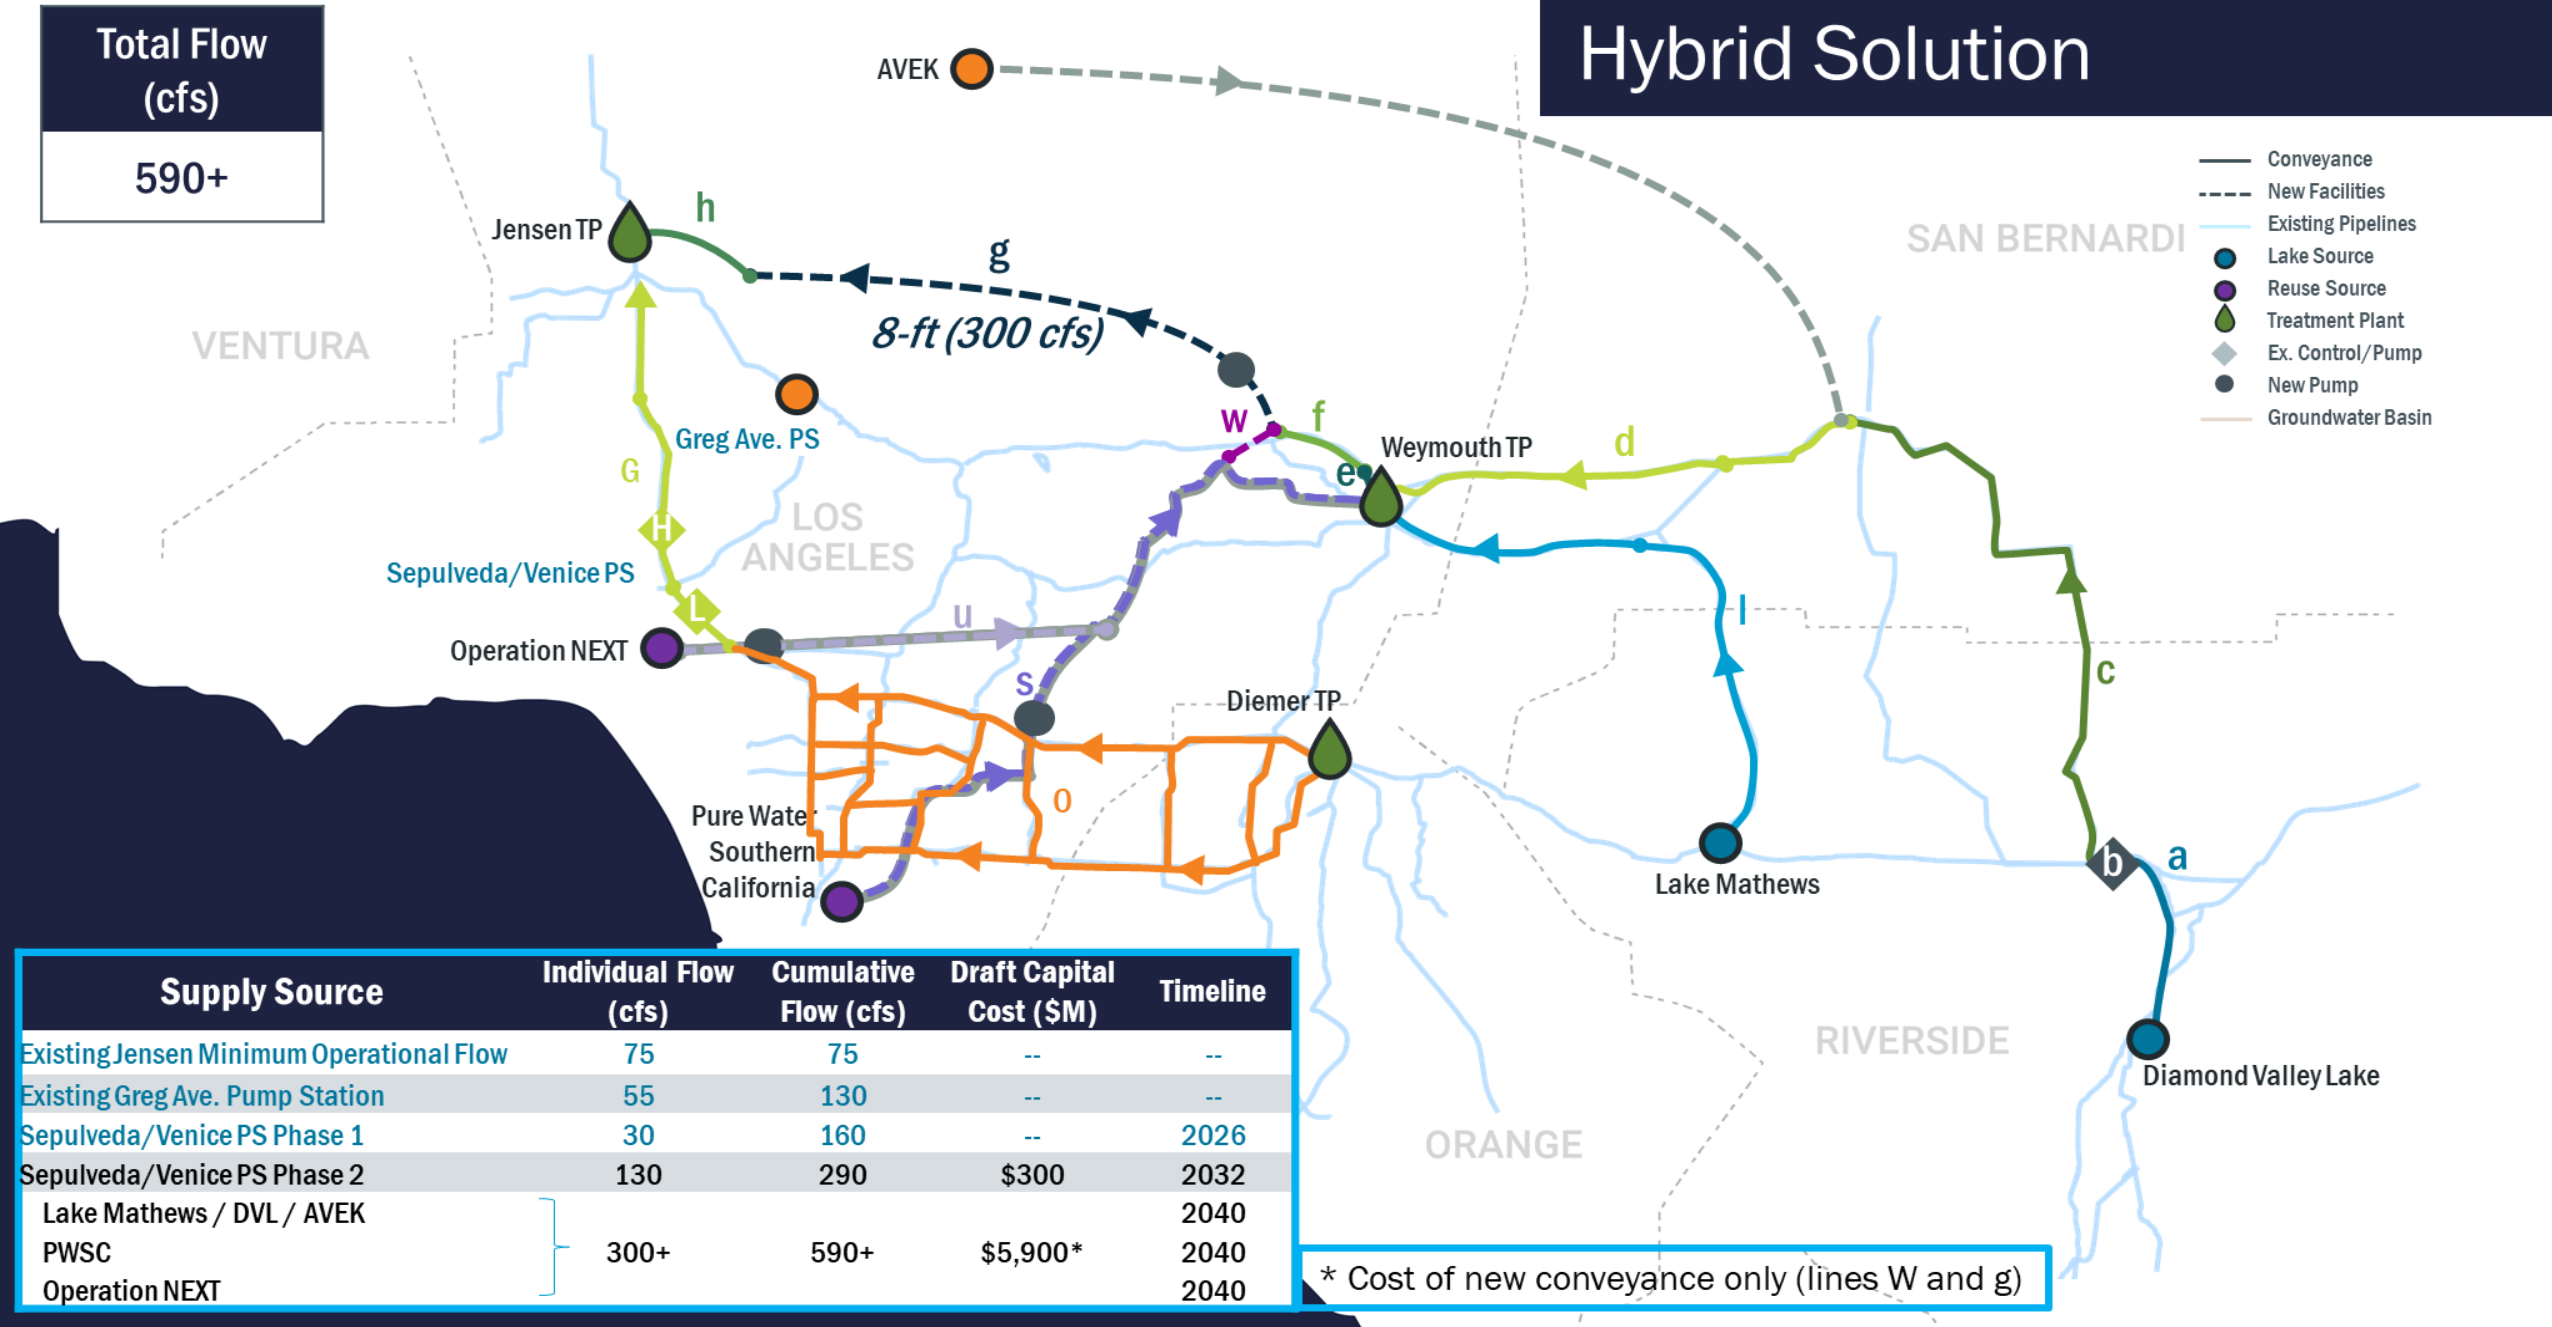 Total Flow
(cfs)
590+
Hybrid Solution
AVEK
Conveyance
New Facilities
Existing Pipelines
Lake Source
Reuse Source
Treatment Plant
Ex. Control/Pump
New Pump
Groundwater Basin
SAN BERNARDI
h
Jensen TP
g
8-ft (300 cfs)
VENTURA
w
f
Greg Ave. PS
Weymouth TP
d
G
e
LOS
ANGELES
H
Sepulveda/Venice PS
L
u
l
Operation NEXT
s
c
Diemer TP
o
Pure Water
Southern
California
b
a
Lake Mathews
RIVERSIDE
Diamond Valley Lake
ORANGE
Supply Source
Individual Flow
(cfs)
Cumulative
Flow (cfs)
Draft Capital
Cost ($M)
Timeline
Existing Jensen Minimum Operational Flow 75 75 -- --
Existing Greg Ave. Pump Station 55 130 -- --
Sepulveda/Venice PS Phase 1 30 160 -- 2026
Sepulveda/Venice PS Phase 2 130 290 $300 2032
Lake Mathews / DVL / AVEK 2040
PWSC 300+ 590+ $5,900* 2040
Operation NEXT 2040
* Cost of new conveyance only (lines W and g)